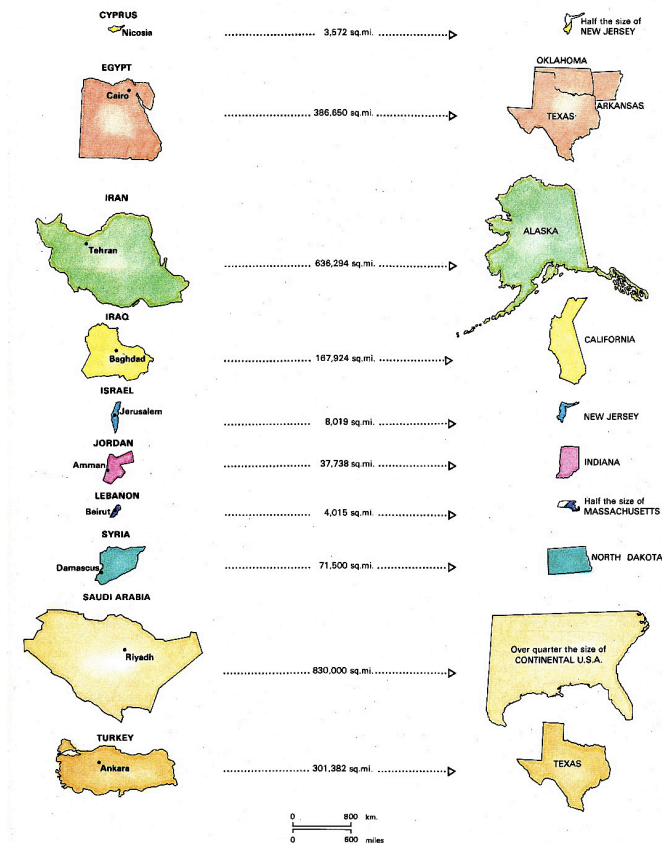 CYPRUS
Nicosia
3,572 sq.mi.
Half the size of
NEW JERSEY
EGYPT
Cairo
386,650 sq.mi.
OKLAHOMA
ARKANSAS
TEXAS
IRAN
Tehran
636,294 sq.mi.
ALASKA
IRAQ
Baghdad
167,924 sq.mi.
CALIFORNIA
ISRAEL
Jerusalem
8,019 sq.mi.
NEW JERSEY
JORDAN
Amman
37,738 sq.mi.
INDIANA
LEBANON
Beirut
4,015 sq.mi.
Half the size of
MASSACHUSETTS
SYRIA
Damascus
71,500 sq.mi.
NORTH DAKOTA
SAUDI ARABIA
Riyadh
830,000 sq.mi.
Over quarter the size of
CONTINENTAL U.S.A.
TURKEY
Ankara
301,382 sq.mi.
TEXAS
0 800 km.
0 500 miles